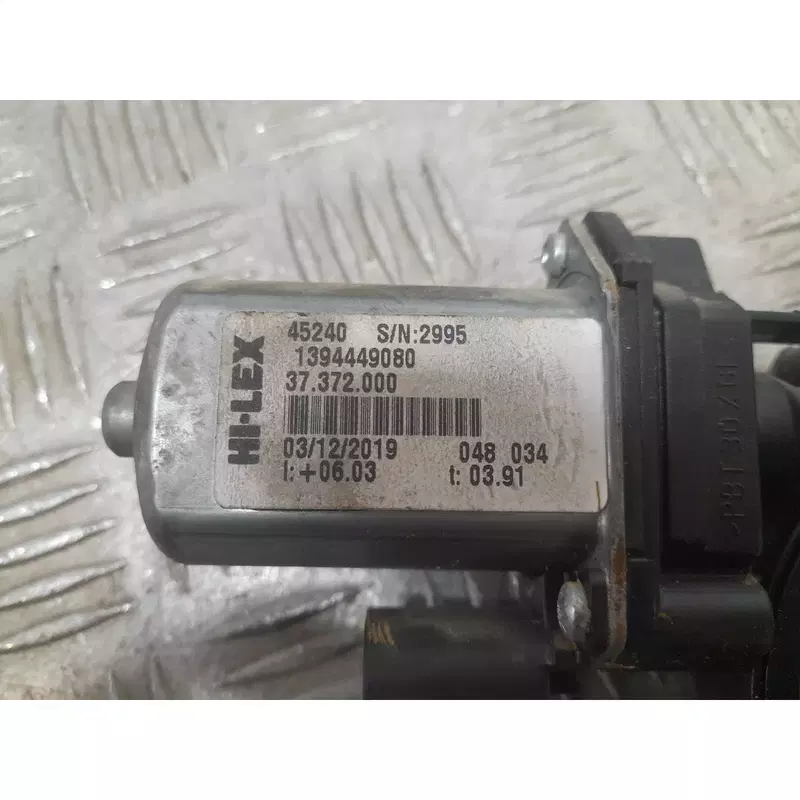 HI-LEX
45240 S/N:2995
1394449080
37.372.000
03/12/2019 048 034
I:+06.03 t: 03.91